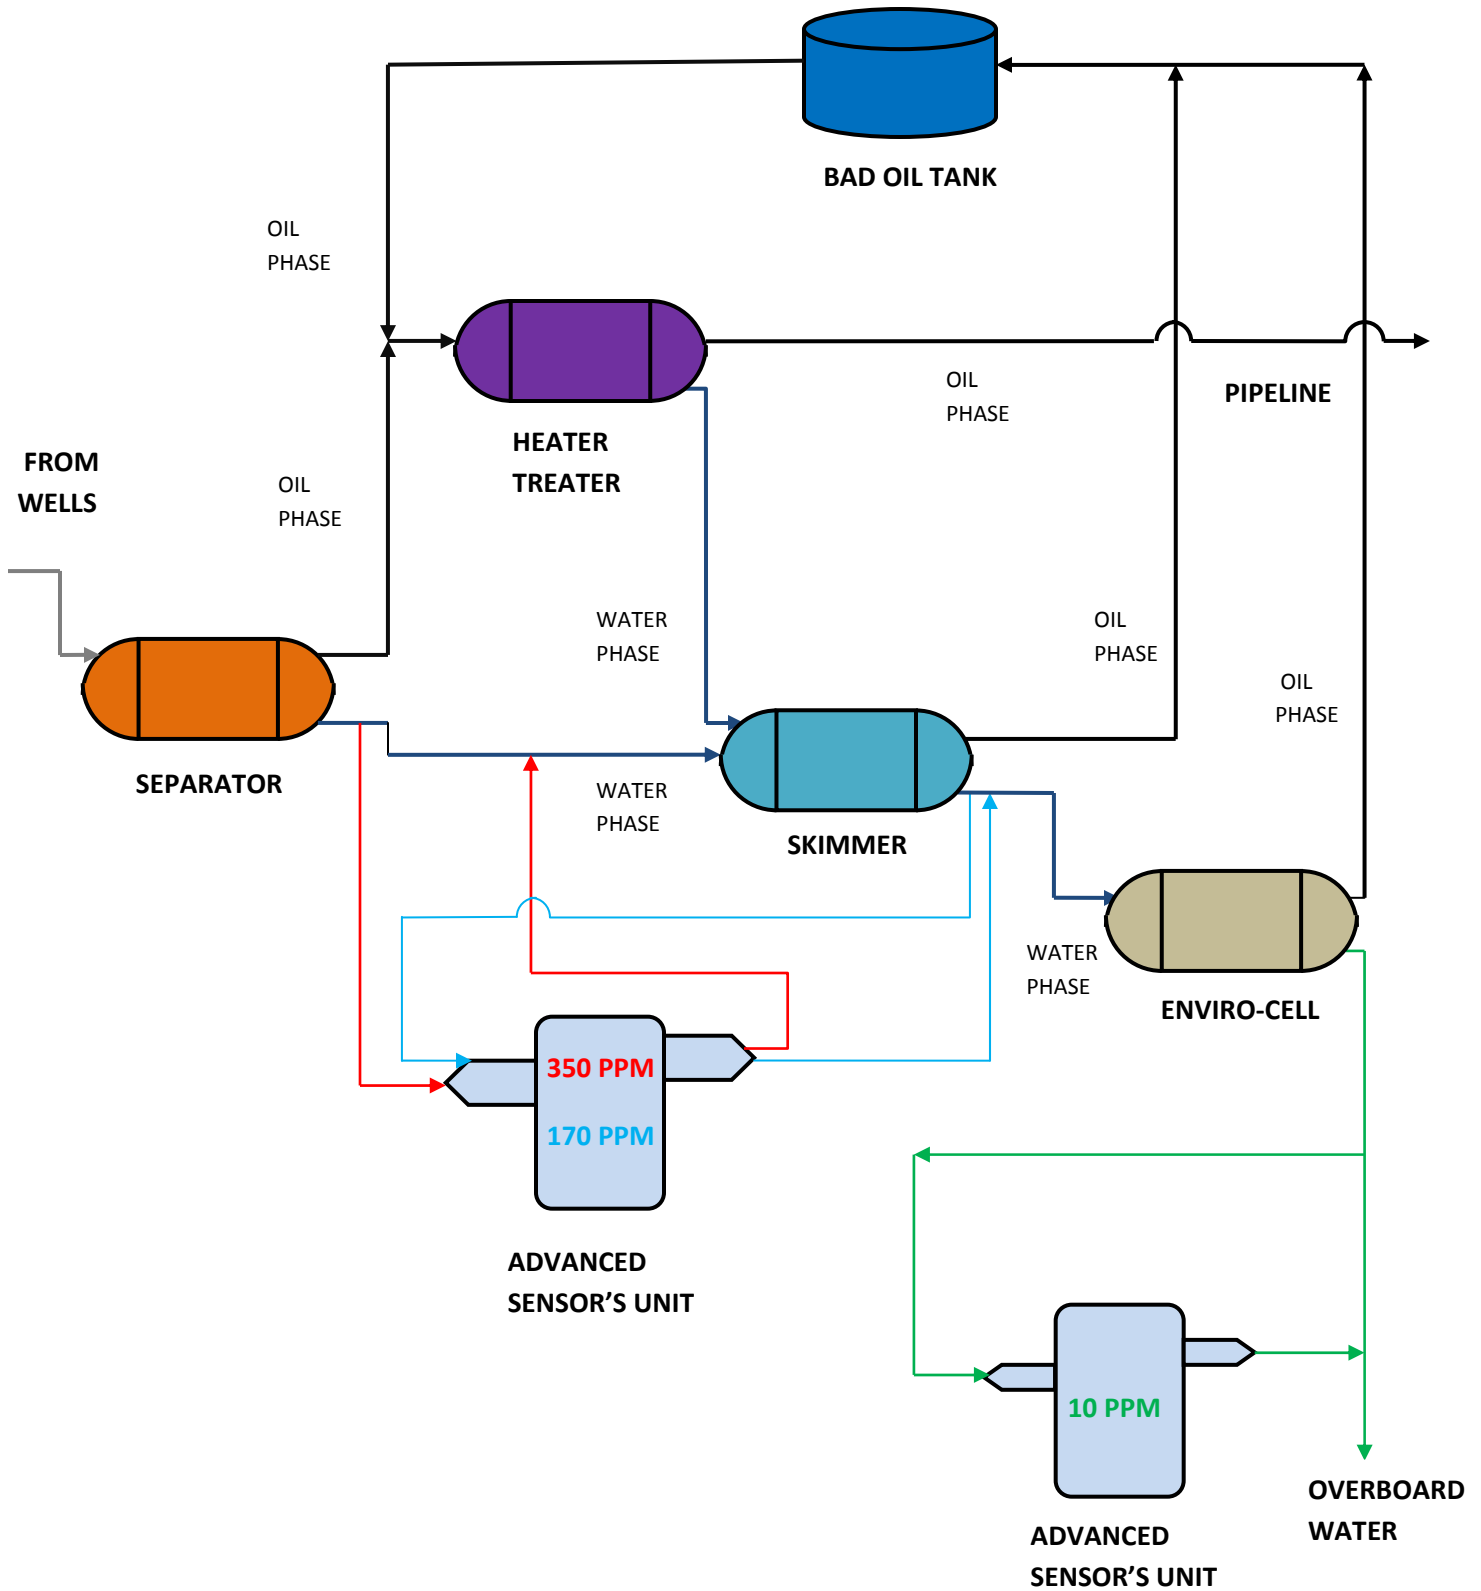 BAD OIL TANK
OIL
PHASE
OIL
PHASE
PIPELINE
HEATER
TREATER
FROM
WELLS
OIL
PHASE
WATER
PHASE
OIL
PHASE
OIL
PHASE
SEPARATOR
WATER
PHASE
SKIMMER
WATER
PHASE
ENVIRO-CELL
350 PPM
170 PPM
ADVANCED
SENSOR’S UNIT
10 PPM
OVERBOARD
WATER
ADVANCED
SENSOR’S UNIT